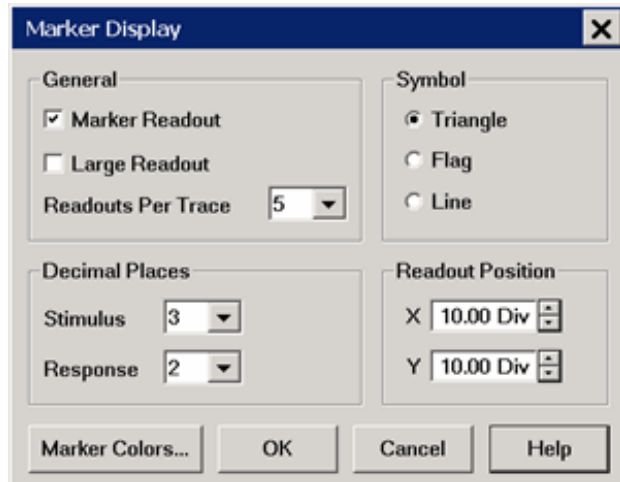 Marker Display
General
Marker Readout
Large Readout
Readouts Per Trace 5
Symbol
Triangle
Flag
Line
Decimal Places
Stimulus 3
Response 2
Readout Position
X 10.00 Div
Y 10.00 Div
Marker Colors... OK Cancel Help